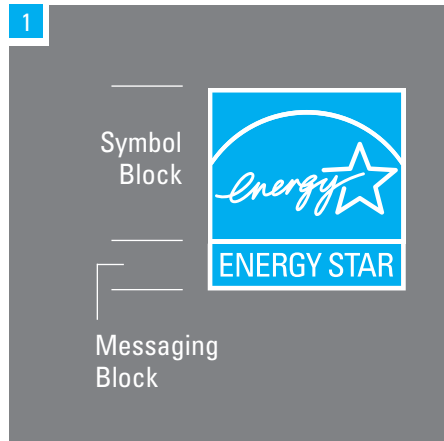 1
Symbol
Block
energy
ENERGY STAR
Messaging
Block